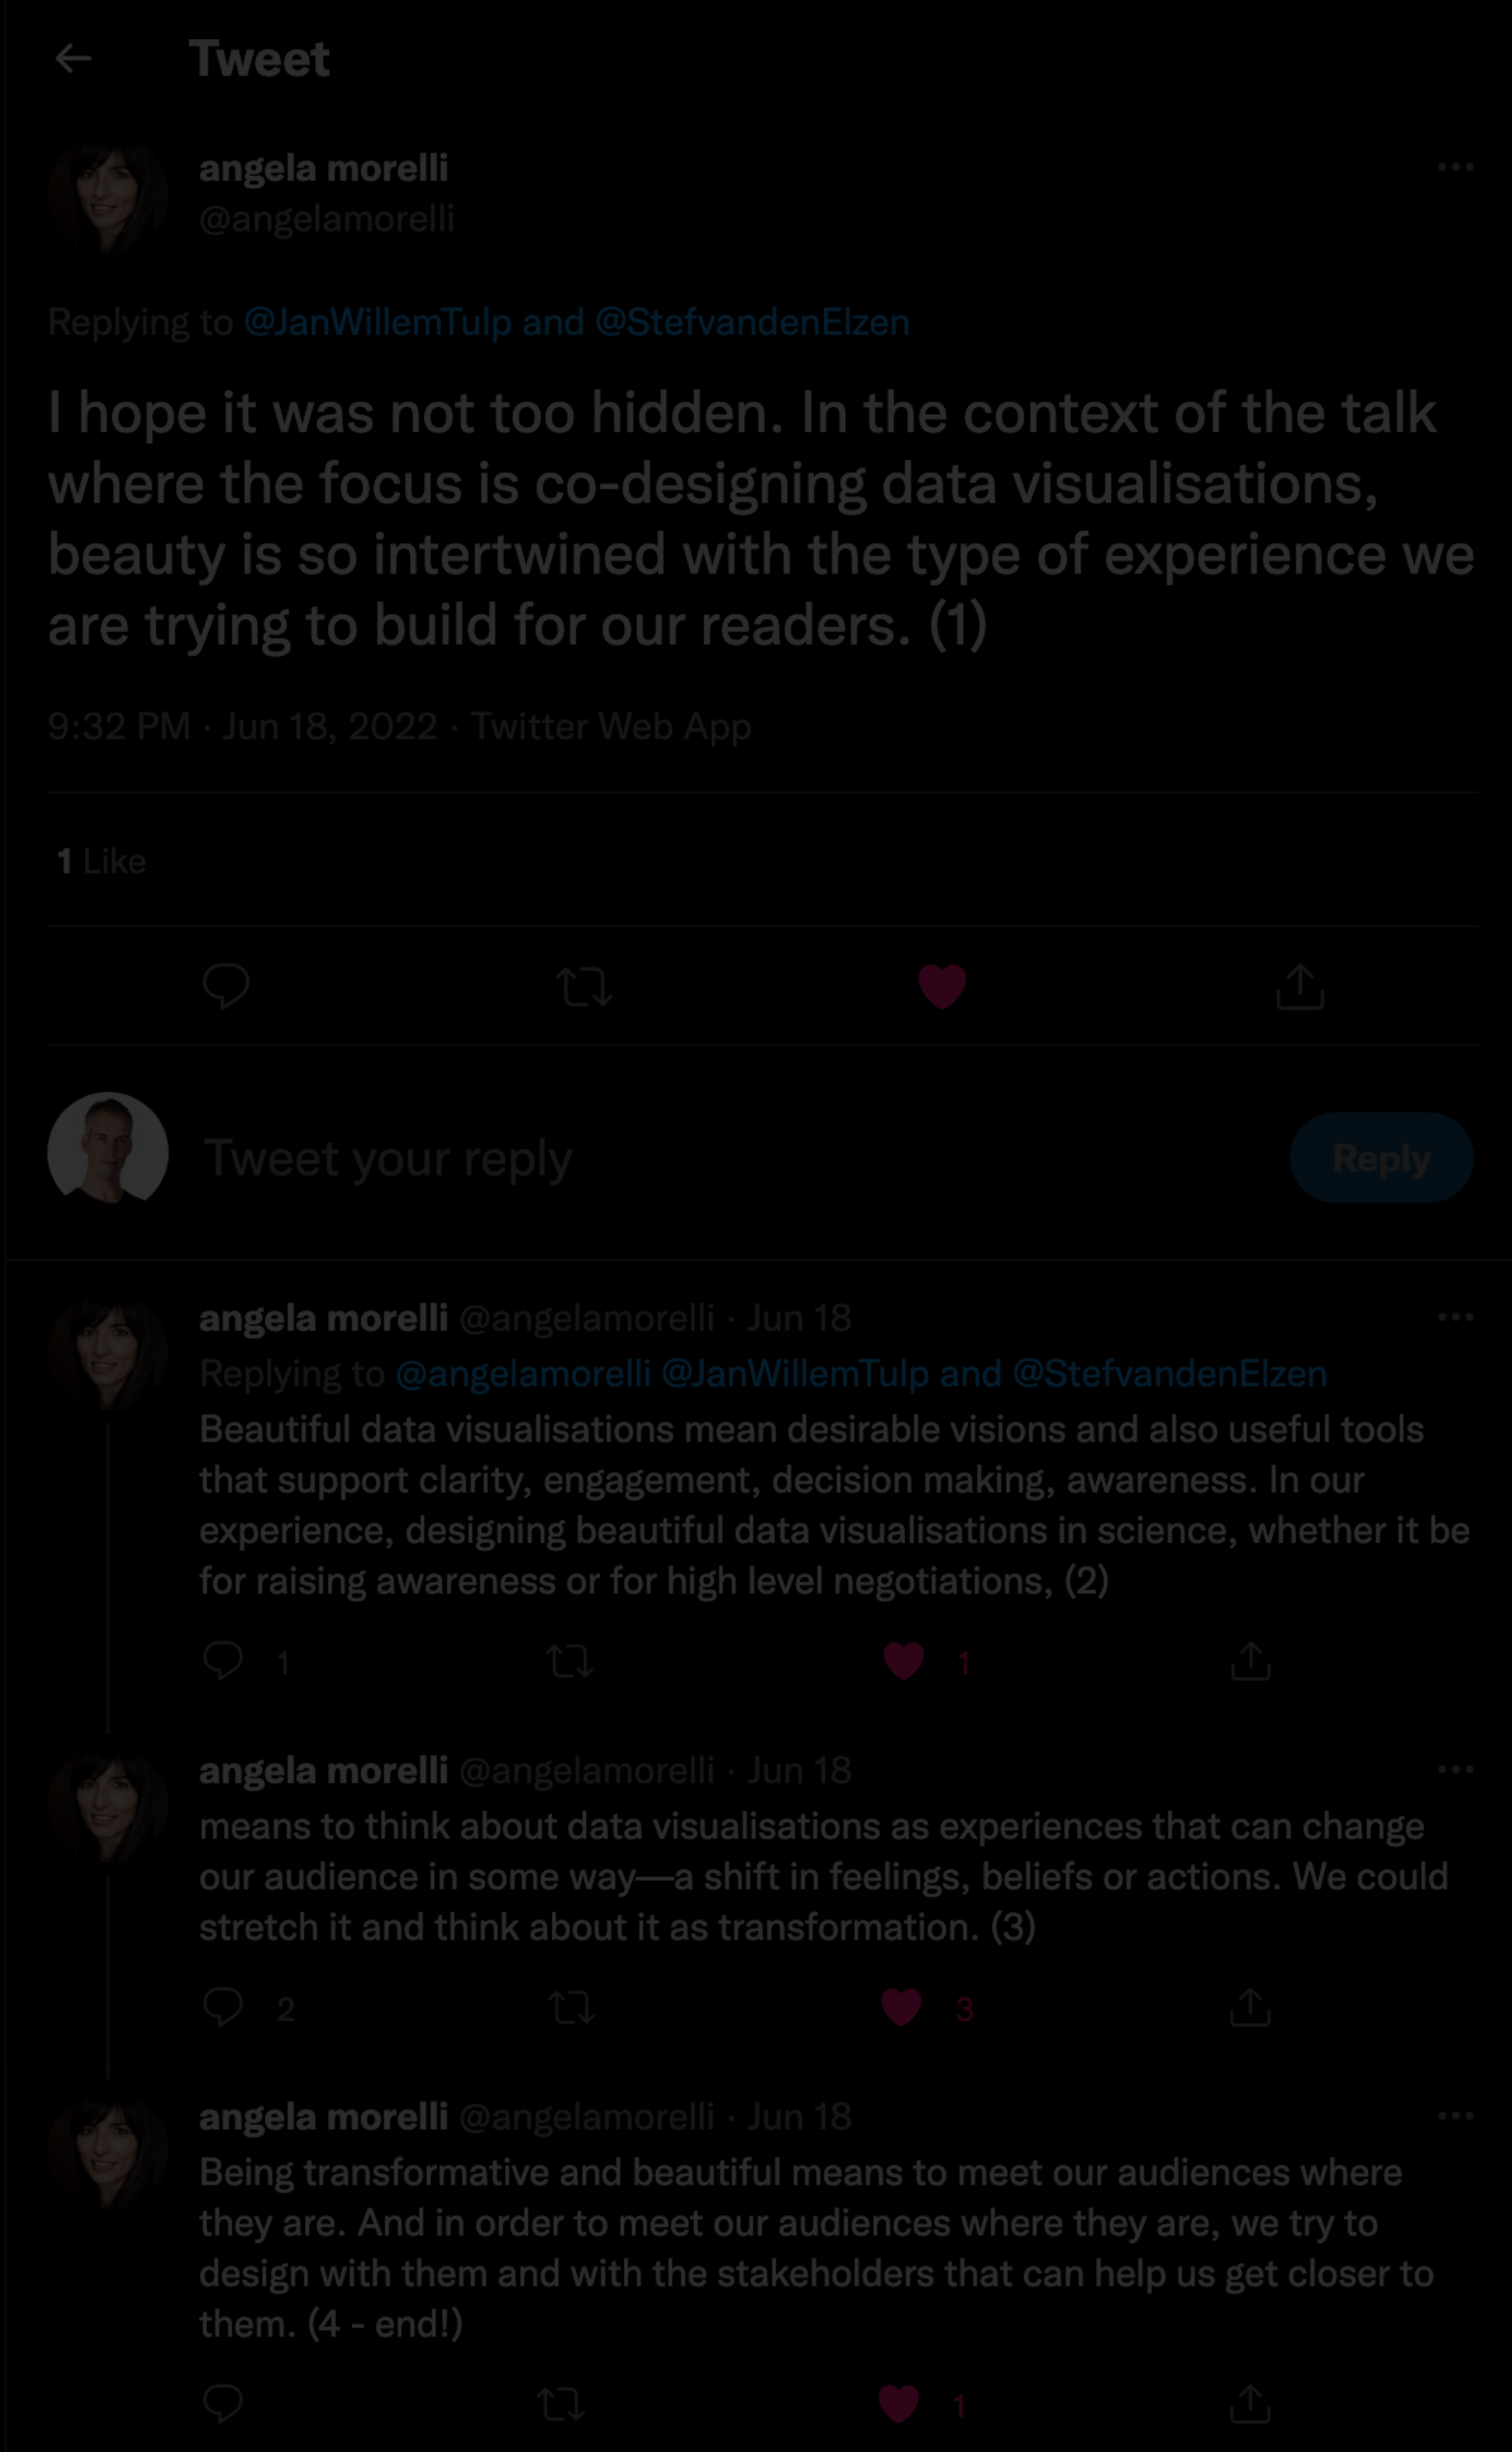 Tweet
angela morelli
@angelamorelli
Replying to @JanWillemTulp and @StefvandenElzen
I hope it was not too hidden. In the context of the talk
where the focus is co-designing data visualisations,
beauty is so intertwined with the type of experience we
are trying to build for our readers. (1)
9:32 PM · Jun 18, 2022 · Twitter Web App
1 Like
Tweet your reply
Reply
angela morelli @angelamorelli · Jun 18
Replying to @angelamorelli @JanWillemTulp and @StefvandenElzen
Beautiful data visualisations mean desirable visions and also useful tools
that support clarity, engagement, decision making, awareness. In our
experience, designing beautiful data visualisations in science, whether it be
for raising awareness or for high level negotiations, (2)
1 1
angela morelli @angelamorelli · Jun 18
means to think about data visualisations as experiences that can change
our audience in some way—a shift in feelings, beliefs or actions. We could
stretch it and think about it as transformation. (3)
2 3
angela morelli @angelamorelli · Jun 18
Being transformative and beautiful means to meet our audiences where
they are. And in order to meet our audiences where they are, we try to
design with them and with the stakeholders that can help us get closer to
them. (4 - end!)
1